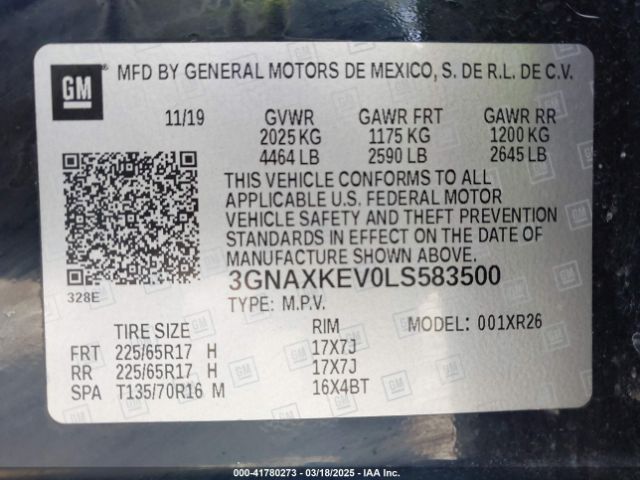 GM
MFD BY GENERAL MOTORS DE MEXICO, S. DE R.L. DE C.V.
11/19 GVWR GAWR FRT GAWR RR
2025 KG 1175 KG 1200 KG
4464 LB 2590 LB 2645 LB
THIS VEHICLE CONFORMS TO ALL
APPLICABLE U.S. FEDERAL MOTOR
VEHICLE SAFETY AND THEFT PREVENTION
STANDARDS IN EFFECT ON THE DATE OF
MANUFACTURE SHOWN ABOVE.
328E
3GNAXKEV0LS583500
TYPE: M.P.V.
TIRE SIZE RIM MODEL: 001XR26
FRT 225/65R17 H 17X7J
RR 225/65R17 H 17X7J
SPA T135/70R16 M 16X4BT
000-41780273 - 03/18/2025 - IAA Inc.